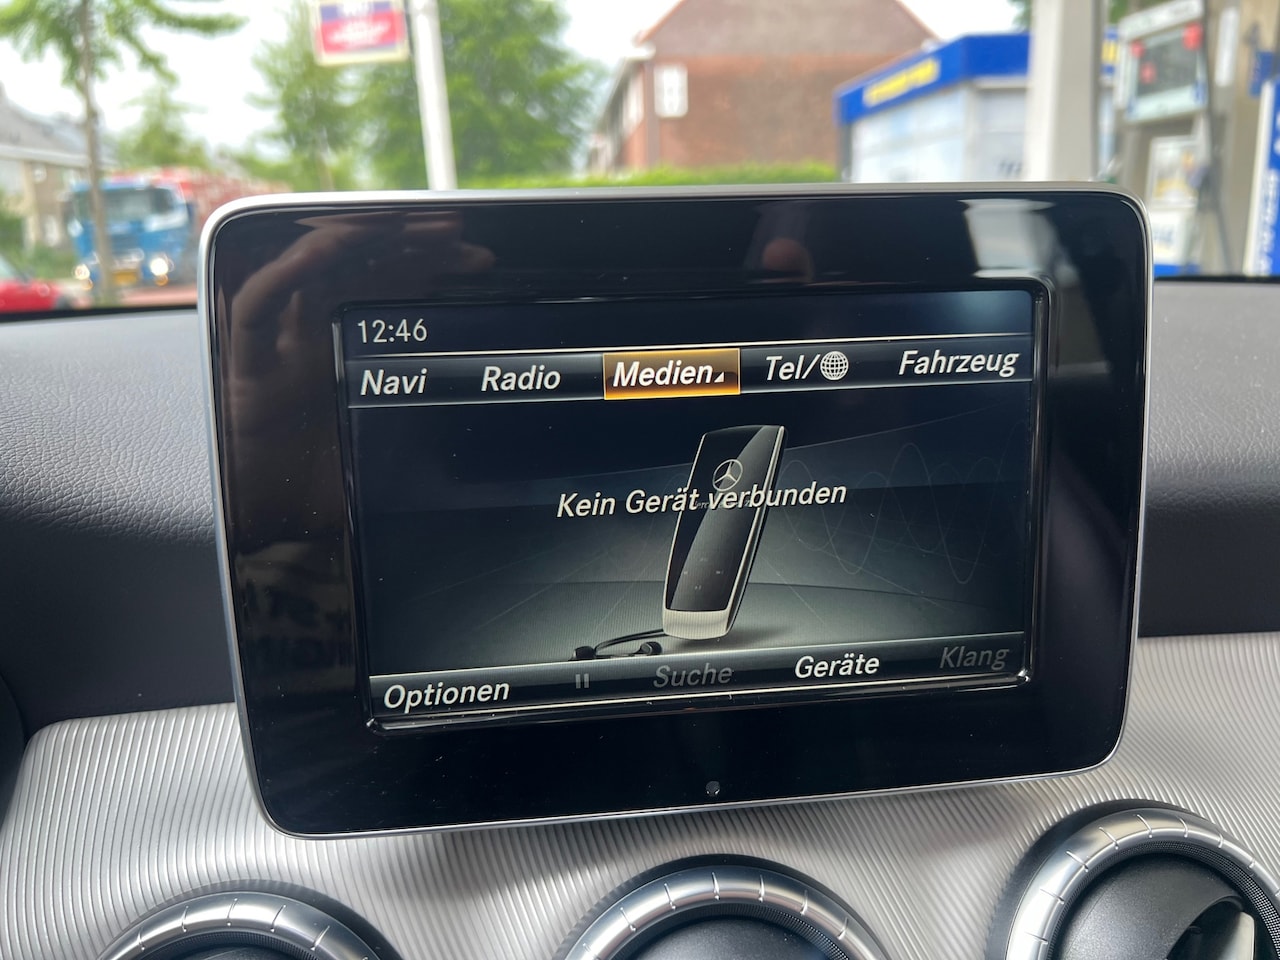 12:46
Navi Radio Medien Tel/ Fahrzeug
Kein Gerät verbunden
Optionen Suche Geräte Klang